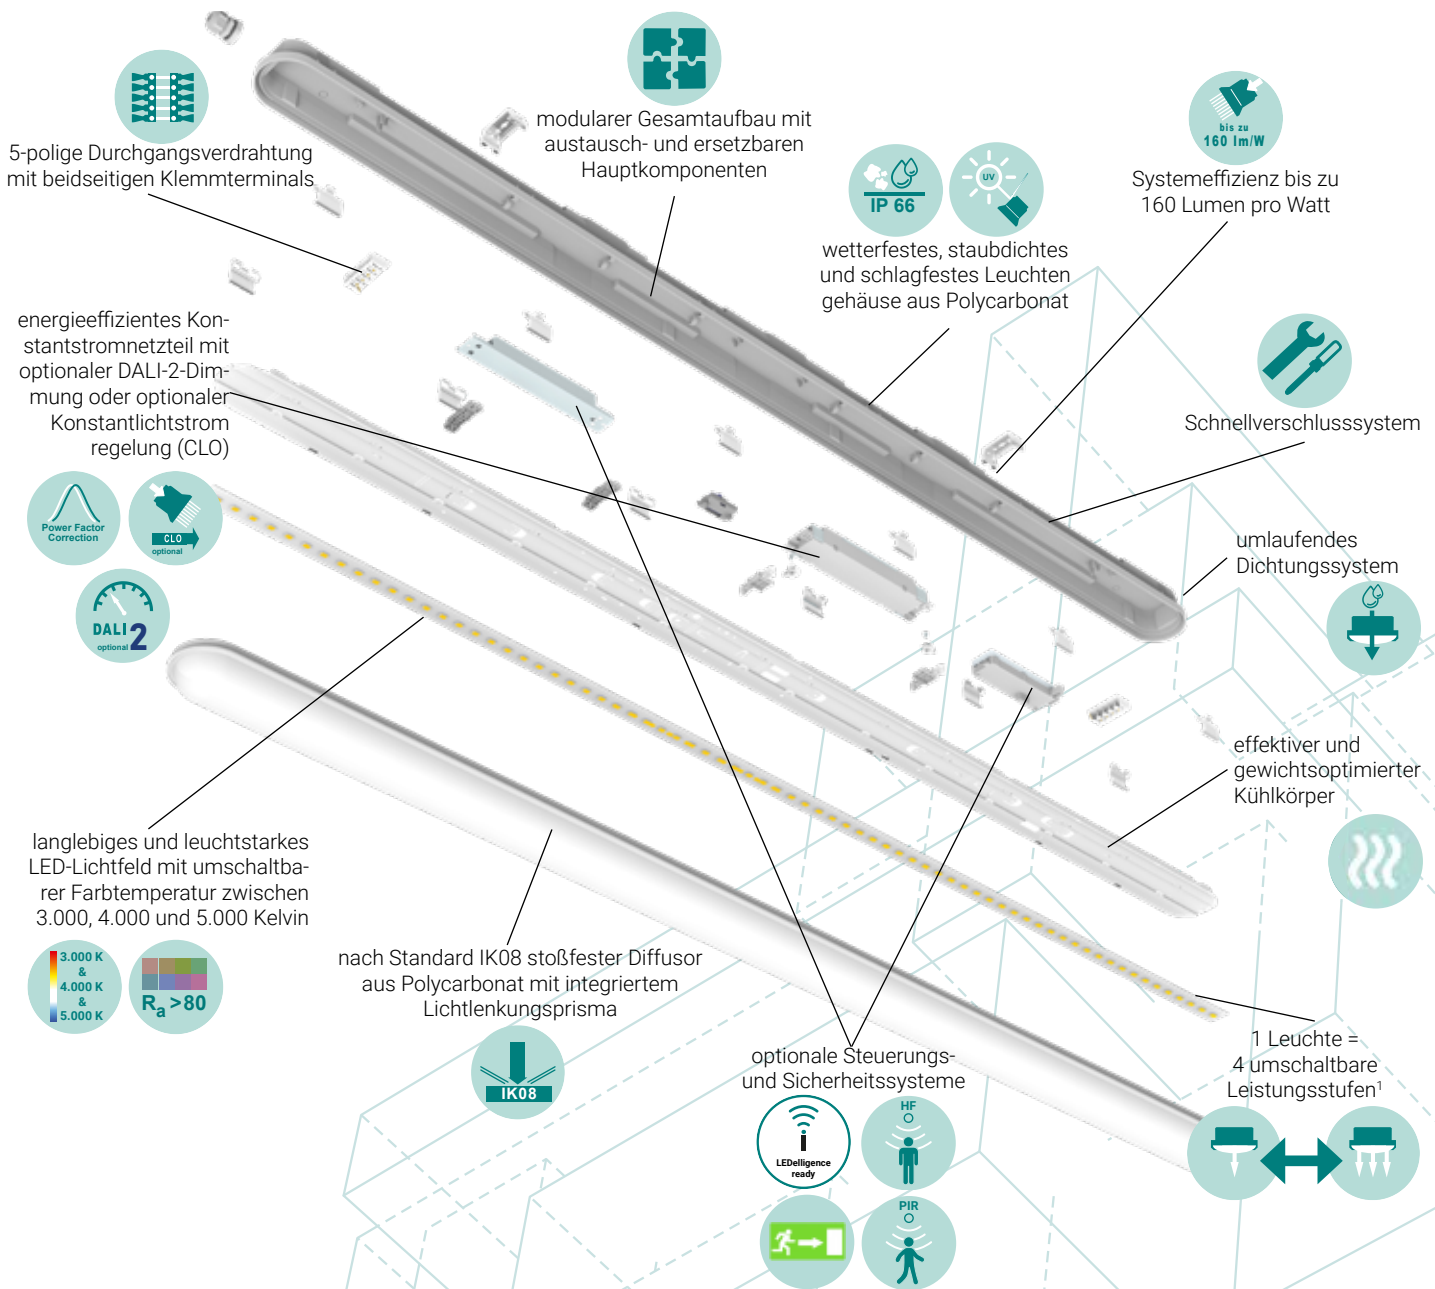 5-polige Durchgangsverdrahtung
mit beidseitigen Klemmterminals
modularer Gesamtaufbau mit
austausch- und ersetzbaren
Hauptkomponenten
IP 66
UV
wetterfestes, staubdichtes
und schlagfestes Leuchten
gehäuse aus Polycarbonat
bis zu
160 lm/W
Systemeffizienz bis zu
160 Lumen pro Watt
energieeffizientes Kon-
stantstromnetzteil mit
optionaler DALI-2-Dim-
mung oder optionaler
Konstantlichtstrom
regelung (CLO)
Power Factor
Correction
CLO
optional
DALI 2
optional
Schnellverschlusssystem
umlaufendes
Dichtungssystem
effektiver und
gewichtsoptimierter
Kühlkörper
langlebiges und leuchtstarkes
LED-Lichtfeld mit umschaltba-
rer Farbtemperatur zwischen
3.000, 4.000 und 5.000 Kelvin
3.000 K
&
4.000 K
&
5.000 K
Ra >80
nach Standard IK08 stoßfester Diffusor
aus Polycarbonat mit integriertem
Lichtlenkungsprisma
IK08
optionale Steuerungs-
und Sicherheitssysteme
LEDelligence
ready
HF
PIR
1 Leuchte =
4 umschaltbare
Leistungsstufen¹